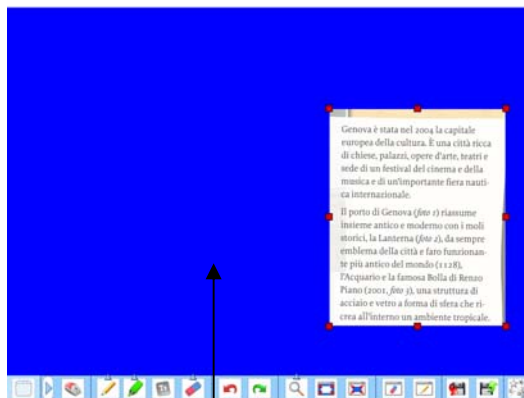 Genova è stata nel 2004 la capitale
europea della cultura. È una città ricca
di chiese, palazzi, opere d'arte, teatri e
sede di un festival del cinema e della
musica e di un'importante fiera nauti-
ca internazionale.
Il porto di Genova (foto 1) riassume
insieme antico e moderno con i moli
storici, la Lanterna (foto 2), da sempre
emblema della città e faro funzionan-
te più antico del mondo (1128),
l'Acquario e la famosa Bolla di Renzo
Piano (2001, foto 3), una struttura di
acciaio e vetro a forma di sfera che ri-
crea all'interno un ambiente tropicale.